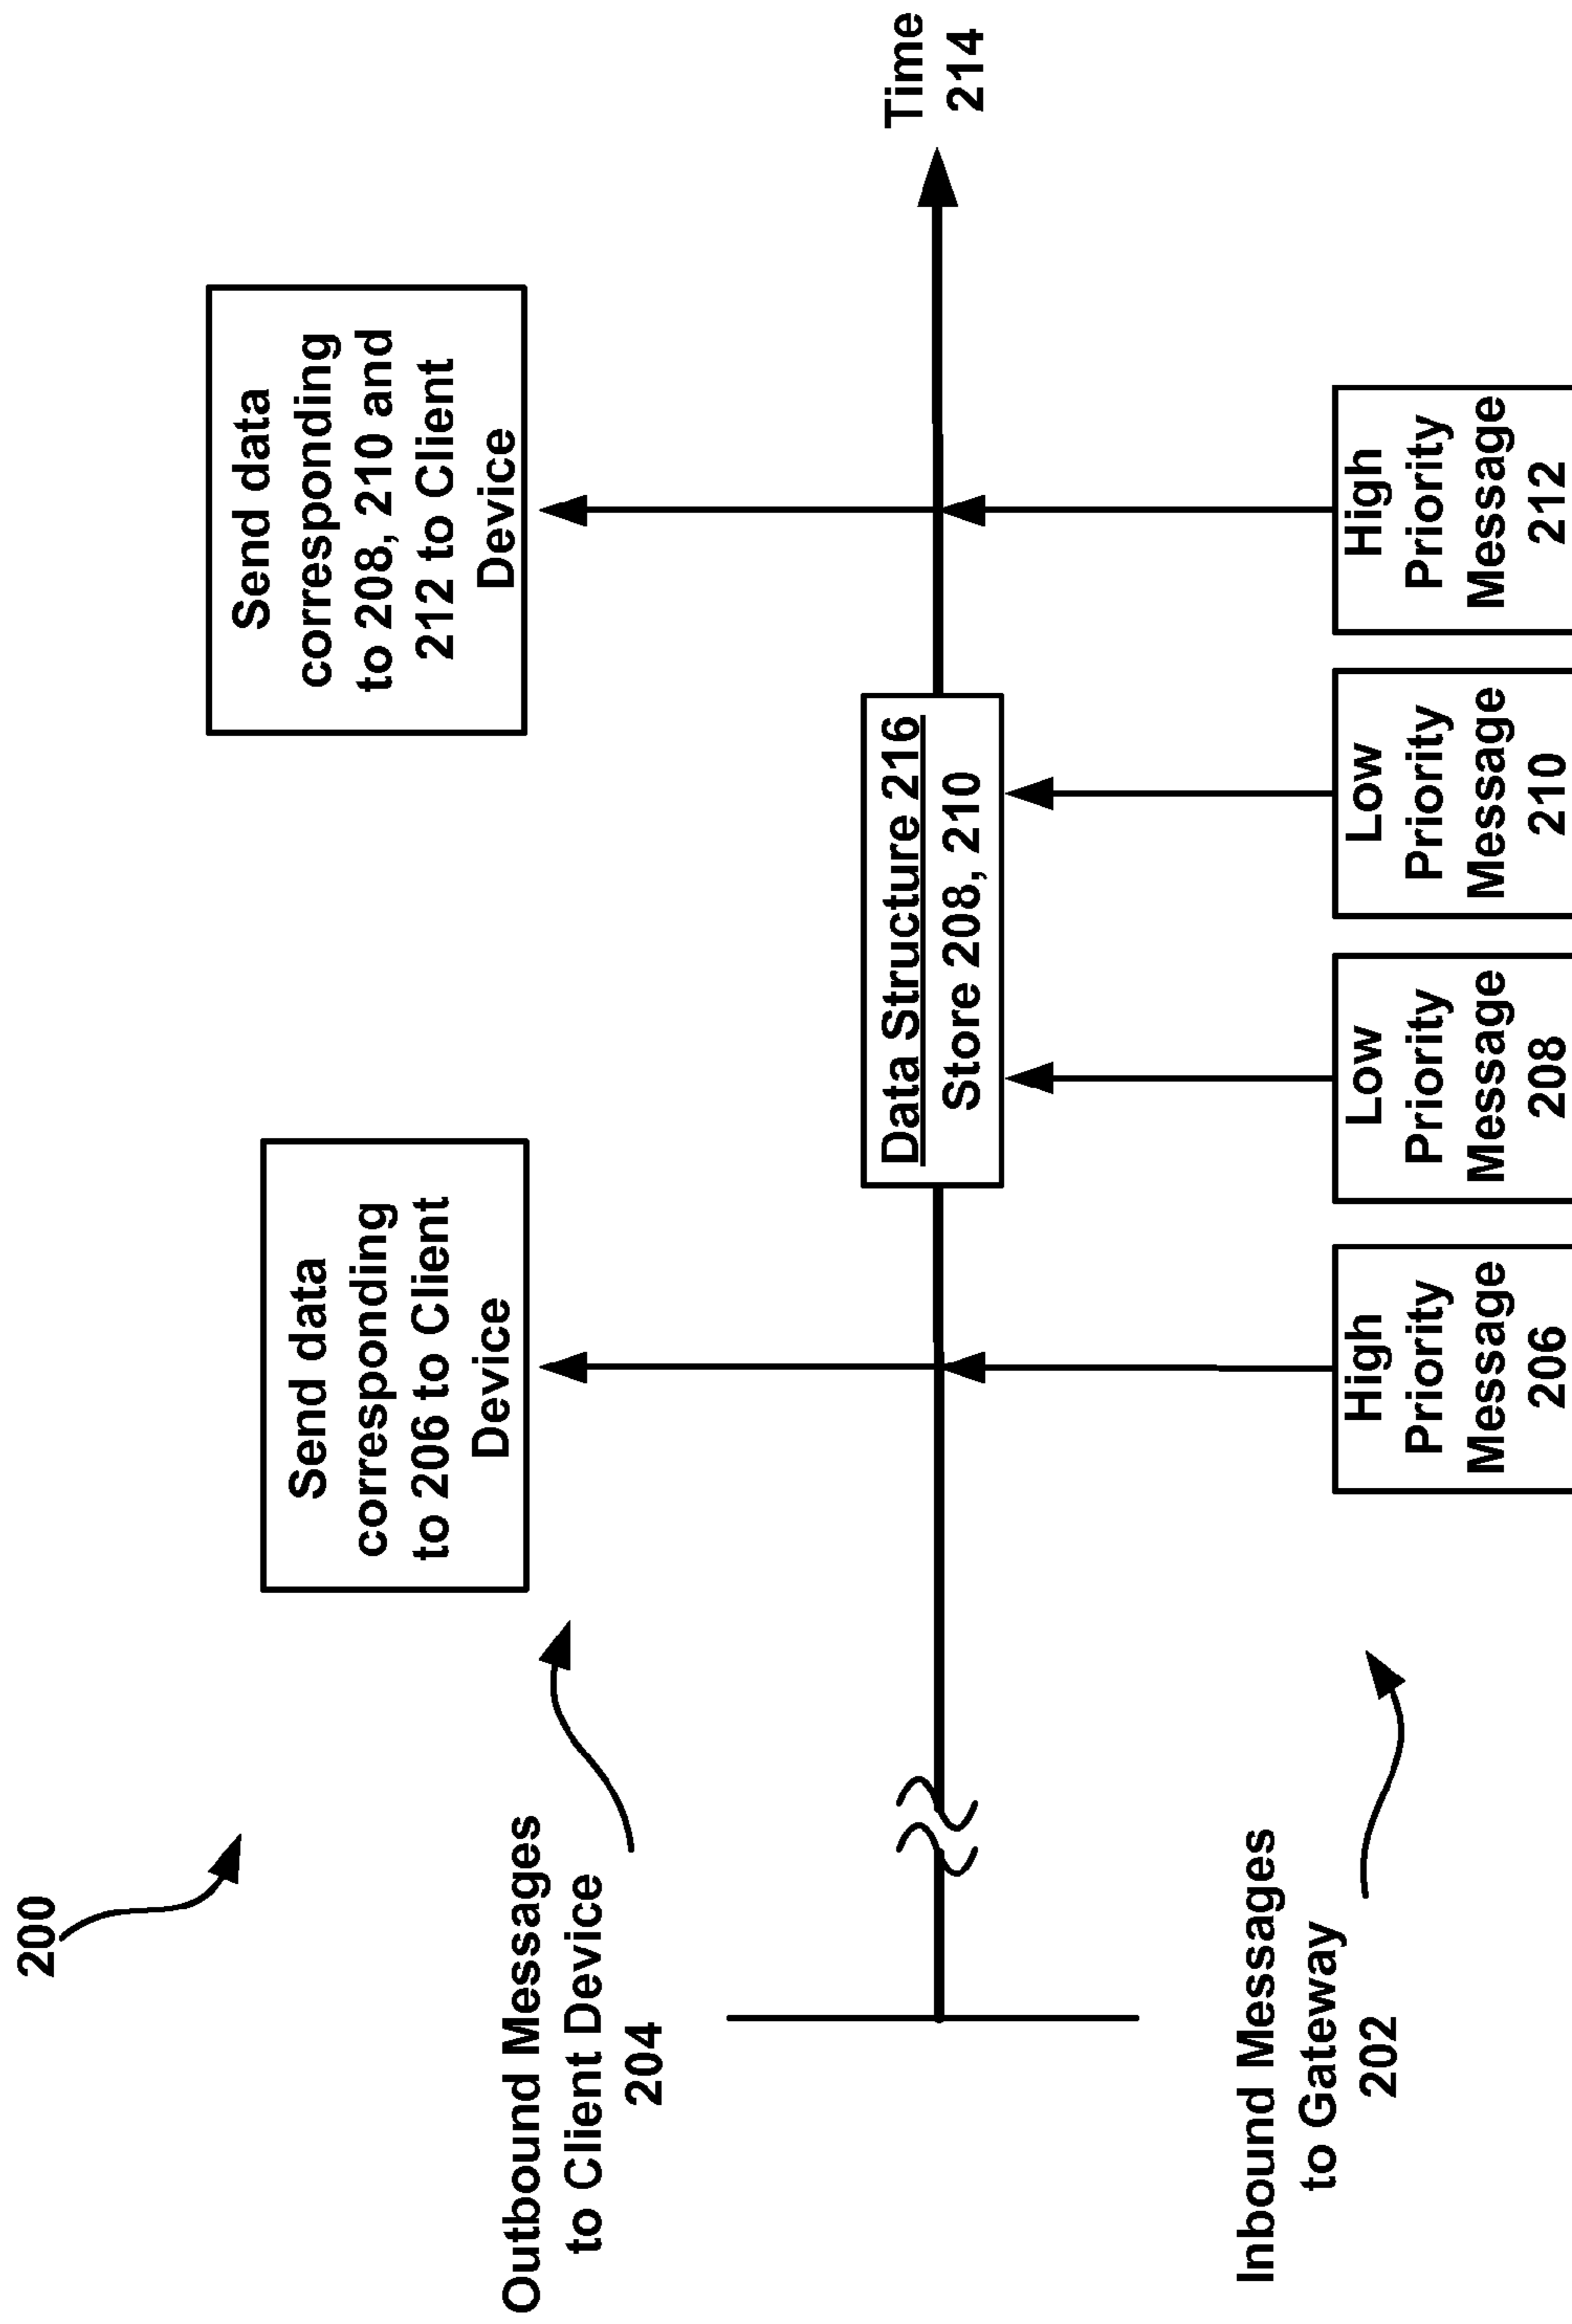 200
Outbound Messages
to Client Device
204
Send data
corresponding
to 206 to Client
Device
Send data
corresponding
to 208, 210 and
212 to Client
Device
Data Structure 216
Store 208, 210
Time
214
Inbound Messages
to Gateway
202
High
Priority
Message
206
Low
Priority
Message
208
Low
Priority
Message
210
High
Priority
Message
212